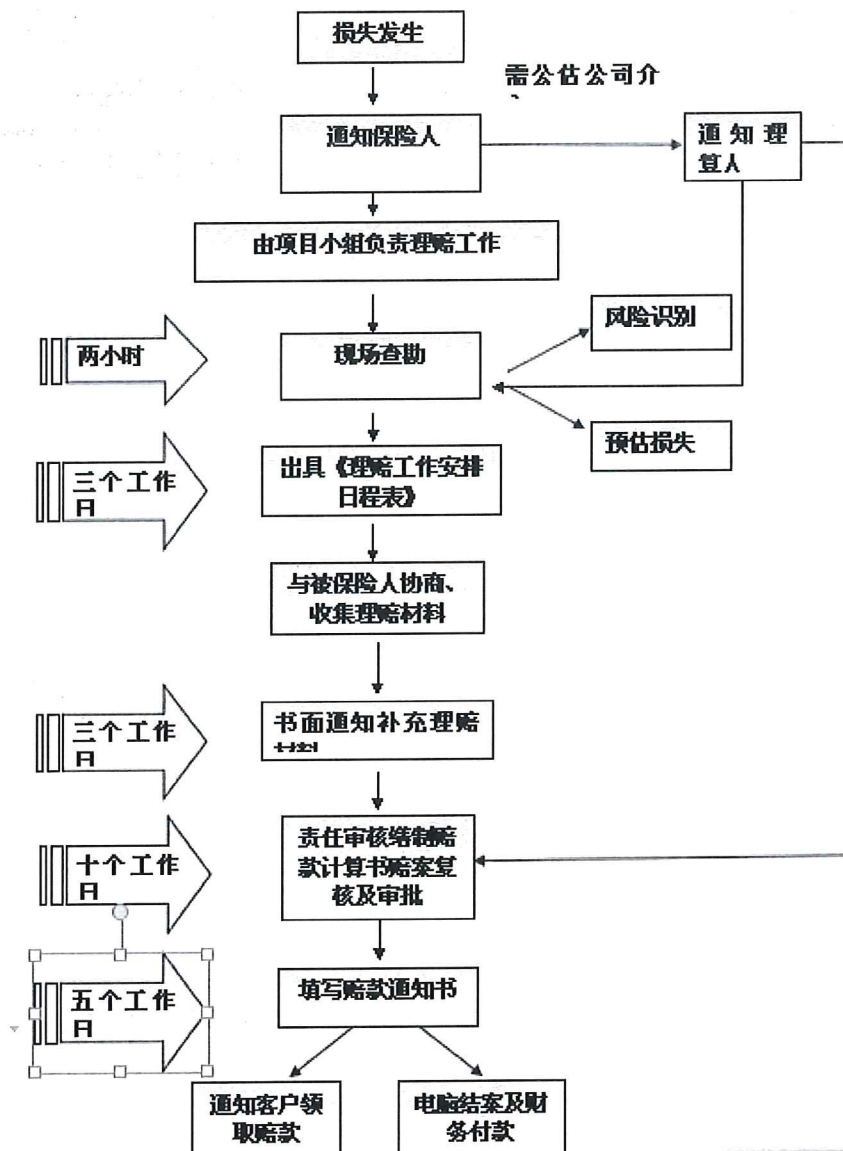 损失发生
需公估公司介
通知保险人
通知理
算人
由项目小组负责理赔工作
风险识别
两小时
现场查勘
预估损失
三个工作
日
出具《理赔工作安排
日程表》
与被保险人协商、
收集理赔材料
三个工作
日
书面通知补充理赔
材料
十个工作
日
责任审核缮制赔
款计算书赔案复
核及审批
五个工作
日
填写赔款通知书
通知客户领
取赔款
电脑结案及财
务付款